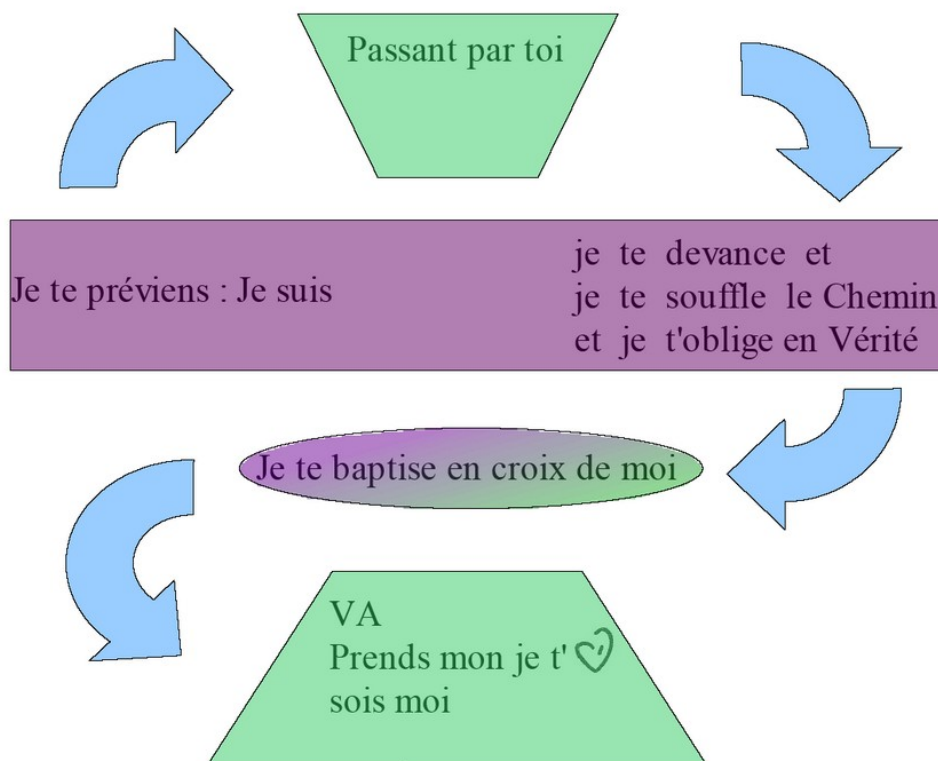 Passant par toi
Je te préviens : Je suis
je te devance et
je te souffle le Chemin
et je t'oblige en Vérité
Je te baptise en croix de moi
VA
Prends mon je t'
sois moi